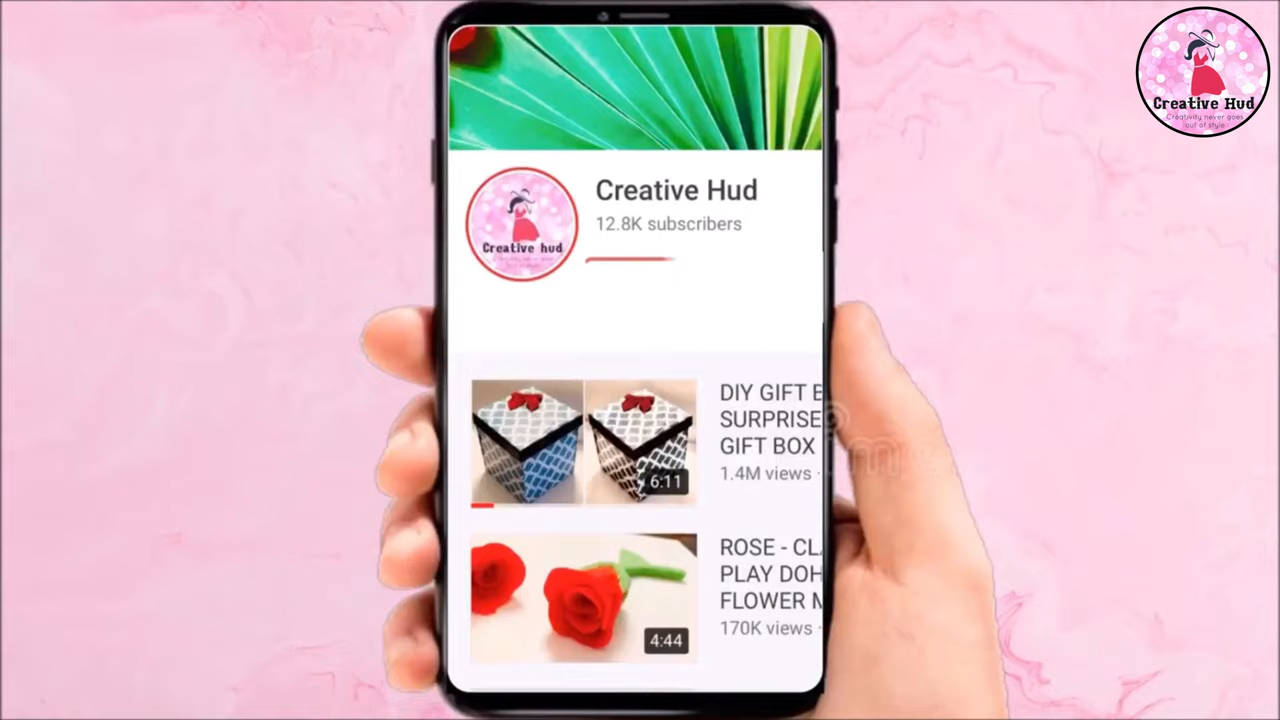 Creative Hud
Creativity never goes
out of style
Creative Hud
12.8K subscribers
Creative hud
DIY GIFT
SURPRISE
GIFT BOX
1.4M views ·
6:11
ROSE -
PLAY DOH
FLOWER
170K views ·
4:44